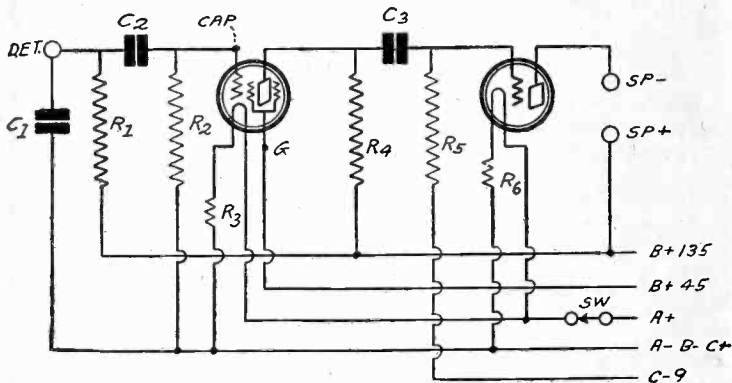 DET.
C2
CAP
C3
C1
R1
R2
R3
G
R4
R5
R6
SP-
SP+
B+135
B+45
SW
A+
A- B- C+
C-9